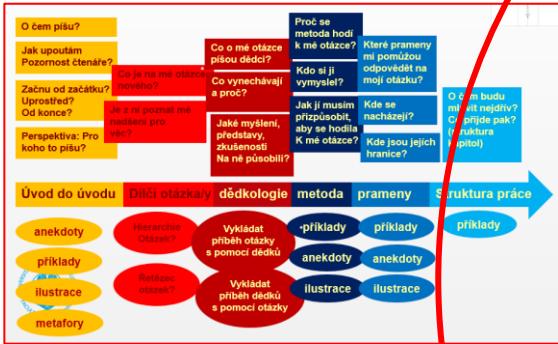 O čem píšu?
Jak upoutám
Pozornost čtenáře?
Začnu od začátku?
Uprostřed?
Od konce?
Perspektiva: Pro
koho to píšu?
Co je na mé otázce
nového?
Je z ní poznat mé
nadšení pro
věc?
Co o mé otázce
píšou dědci?
Co vynechávají
a proč?
Jaké myšlení,
představy,
zkušenosti
Na ně působili?
Proč se
metoda hodí
k mé otázce?
Kdo si ji
vymyslel?
Jak jí musím
přizpůsobit,
aby se hodila
K mé otázce?
Které prameny
mi pomůžou
odpovědět na
mojí otázku?
Kde se
nacházejí?
Kde jsou jejich
hranice?
O čem budu
mluvit nejdřív?
Co přijde pak?
(struktura
kapitol)
Úvod do úvodu
Dílčí otázka/y
dědkologie
metoda
prameny
Struktura práce
anekdoty
příklady
ilustrace
metafory
Hierarchie
Otázek?
Řetězec
otázek?
Vykládat
příběh otázky
s pomocí dědků
Vykládat
příběh dědků
s pomocí otázky
•příklady
anekdoty
ilustrace
příklady
anekdoty
ilustrace
příklady